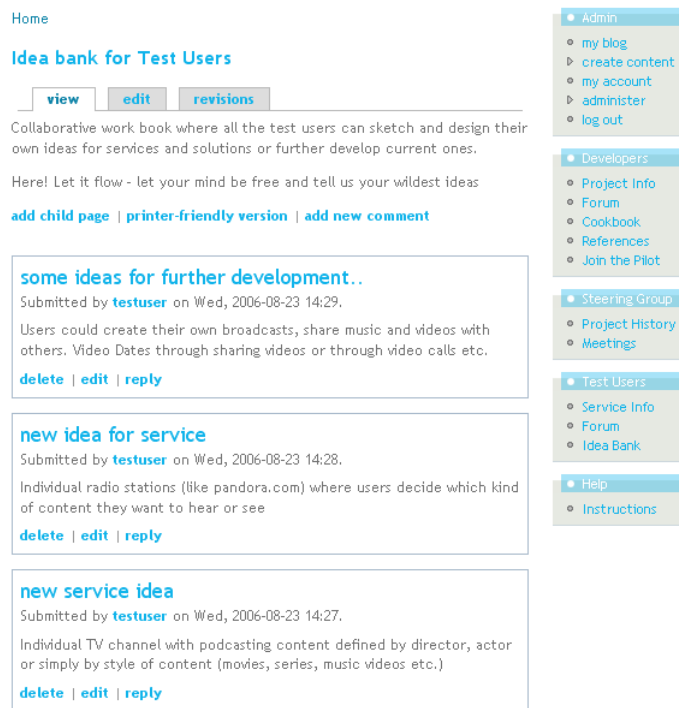 Home
Idea bank for Test Users
view edit revisions
Collaborative work book where all the test users can sketch and design their
own ideas for services and solutions or further develop current ones.
Here! Let it flow - let your mind be free and tell us your wildest ideas
add child page | printer-friendly version | add new comment
some ideas for further development..
Submitted by testuser on Wed, 2006-08-23 14:29.
Users could create their own broadcasts, share music and videos with
others. Video Dates through sharing videos or through video calls etc.
delete | edit | reply
new idea for service
Submitted by testuser on Wed, 2006-08-23 14:28.
Individual radio stations (like pandora.com) where users decide which kind
of content they want to hear or see
delete | edit | reply
new service idea
Submitted by testuser on Wed, 2006-08-23 14:27.
Individual TV channel with podcasting content defined by director, actor
or simply by style of content (movies, series, music videos etc.)
delete | edit | reply
Admin
my blog
create content
my account
administer
log out
Developers
Project Info
Forum
Cookbook
References
Join the Pilot
Steering Group
Project History
Meetings
Test Users
Service Info
Forum
Idea Bank
Help
Instructions